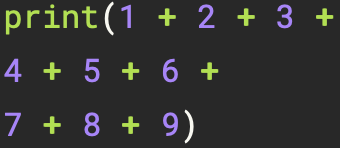 print(1 + 2 + 3 +
4 + 5 + 6 +
7 + 8 + 9)